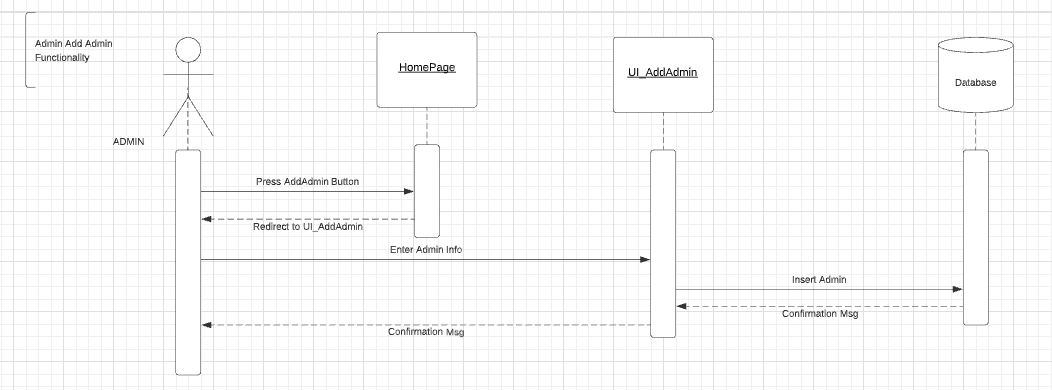 Admin Add Admin
Functionality
HomePage
UI_AddAdmin
Database
ADMIN
Press AddAdmin Button
Redirect to UI_AddAdmin
Enter Admin Info
Insert Admin
Confirmation Msg
Confirmation Msg